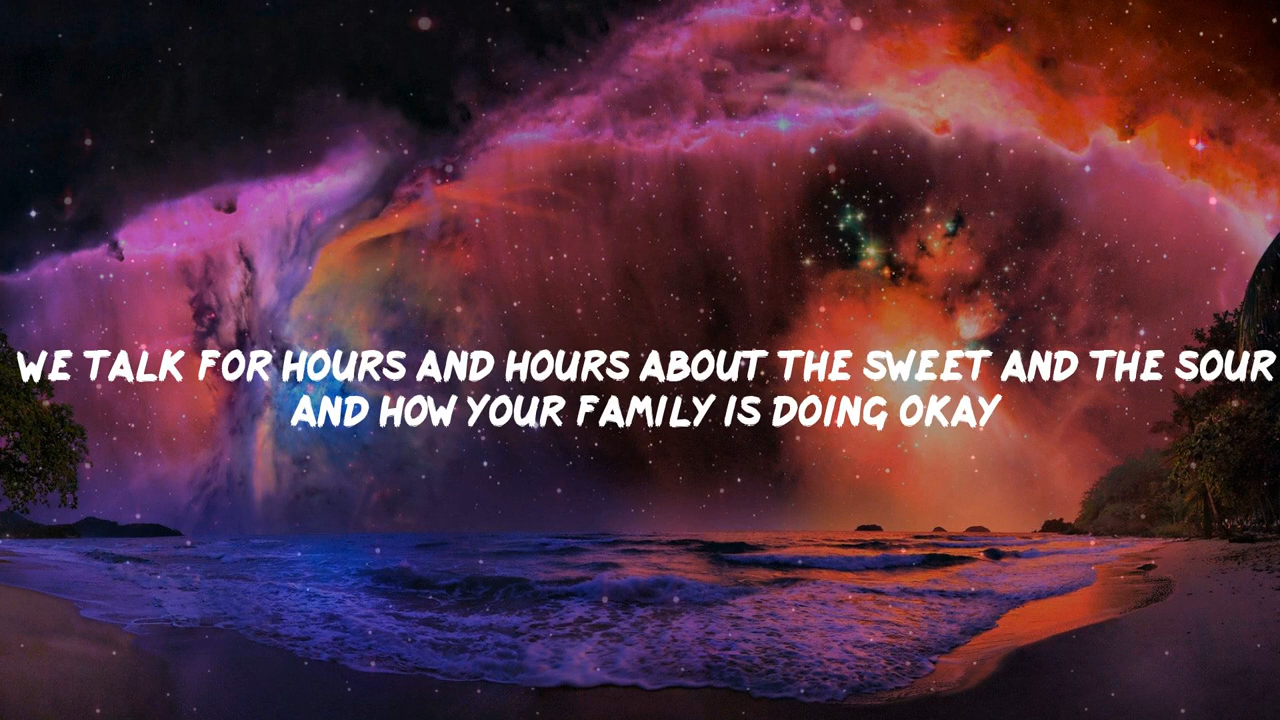 WE TALK FOR HOURS AND HOURS ABOUT THE SWEET AND THE SOUR
AND HOW YOUR FAMILY IS DOING OKAY